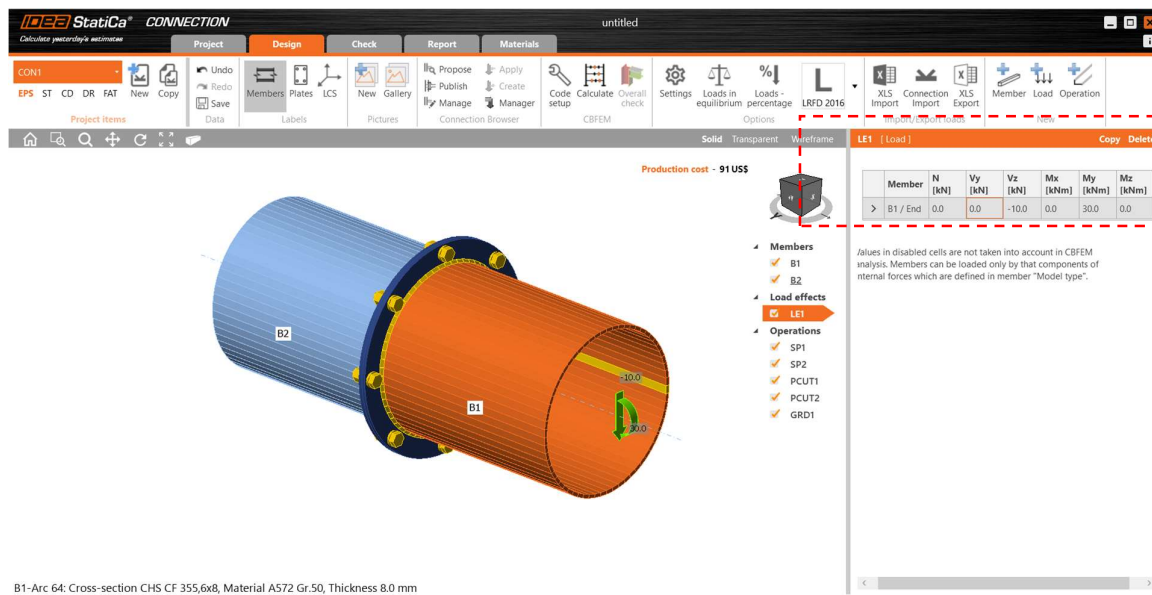 IDEA StatiCa® CONNECTION
untitled
Calculate yesterday's estimates
Project Design Check Report Materials
CON1
EPS ST CD DR FAT
New Copy
Project items
Undo
Redo
Save
Data
Members Plates LCS
Labels
New Gallery
Pictures
Propose Apply
Publish Create
Manage Manager
Connection Browser
Code setup Calculate Overall check
CBFEM
Settings Loads in equilibrium Loads - percentage LRFD 2016
Options
XLS Import Connection Import XLS Export
Import/Export loads
Member Load Operation
New
Solid Transparent Wireframe
LE1 [ Load ] Copy Delete
Production cost - 91 US$
Member N [kN] Vy [kN] Vz [kN] Mx [kNm] My [kNm] Mz [kNm]
> B1 / End 0.0 0.0 -10.0 0.0 30.0 0.0
Values in disabled cells are not taken into account in CBFEM
analysis. Members can be loaded only by that components of
internal forces which are defined in member "Model type".
Members
B1
B2
Load effects
LE1
Operations
SP1
SP2
PCUT1
PCUT2
GRD1
B2
B1
-10.0
30.0
B1-Arc 64: Cross-section CHS CF 355,6x8, Material A572 Gr.50, Thickness 8.0 mm